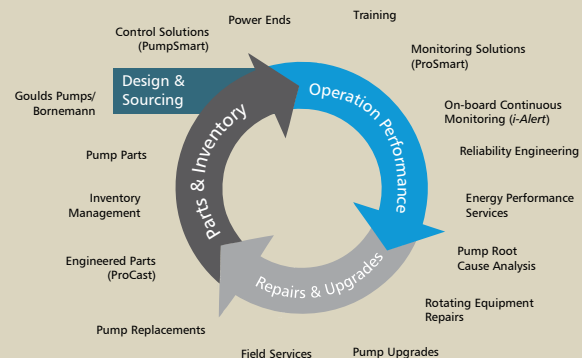 Power Ends
Training
Control Solutions
(PumpSmart)
Monitoring Solutions
(ProSmart)
Design &
Sourcing
Operation Performance
Goulds Pumps/
Bornemann
On-board Continuous
Monitoring (i-Alert)
Parts & Inventory
Pump Parts
Reliability Engineering
Inventory
Management
Energy Performance
Services
Engineered Parts
(ProCast)
Pump Root
Cause Analysis
Repairs & Upgrades
Rotating Equipment
Repairs
Pump Replacements
Field Services
Pump Upgrades